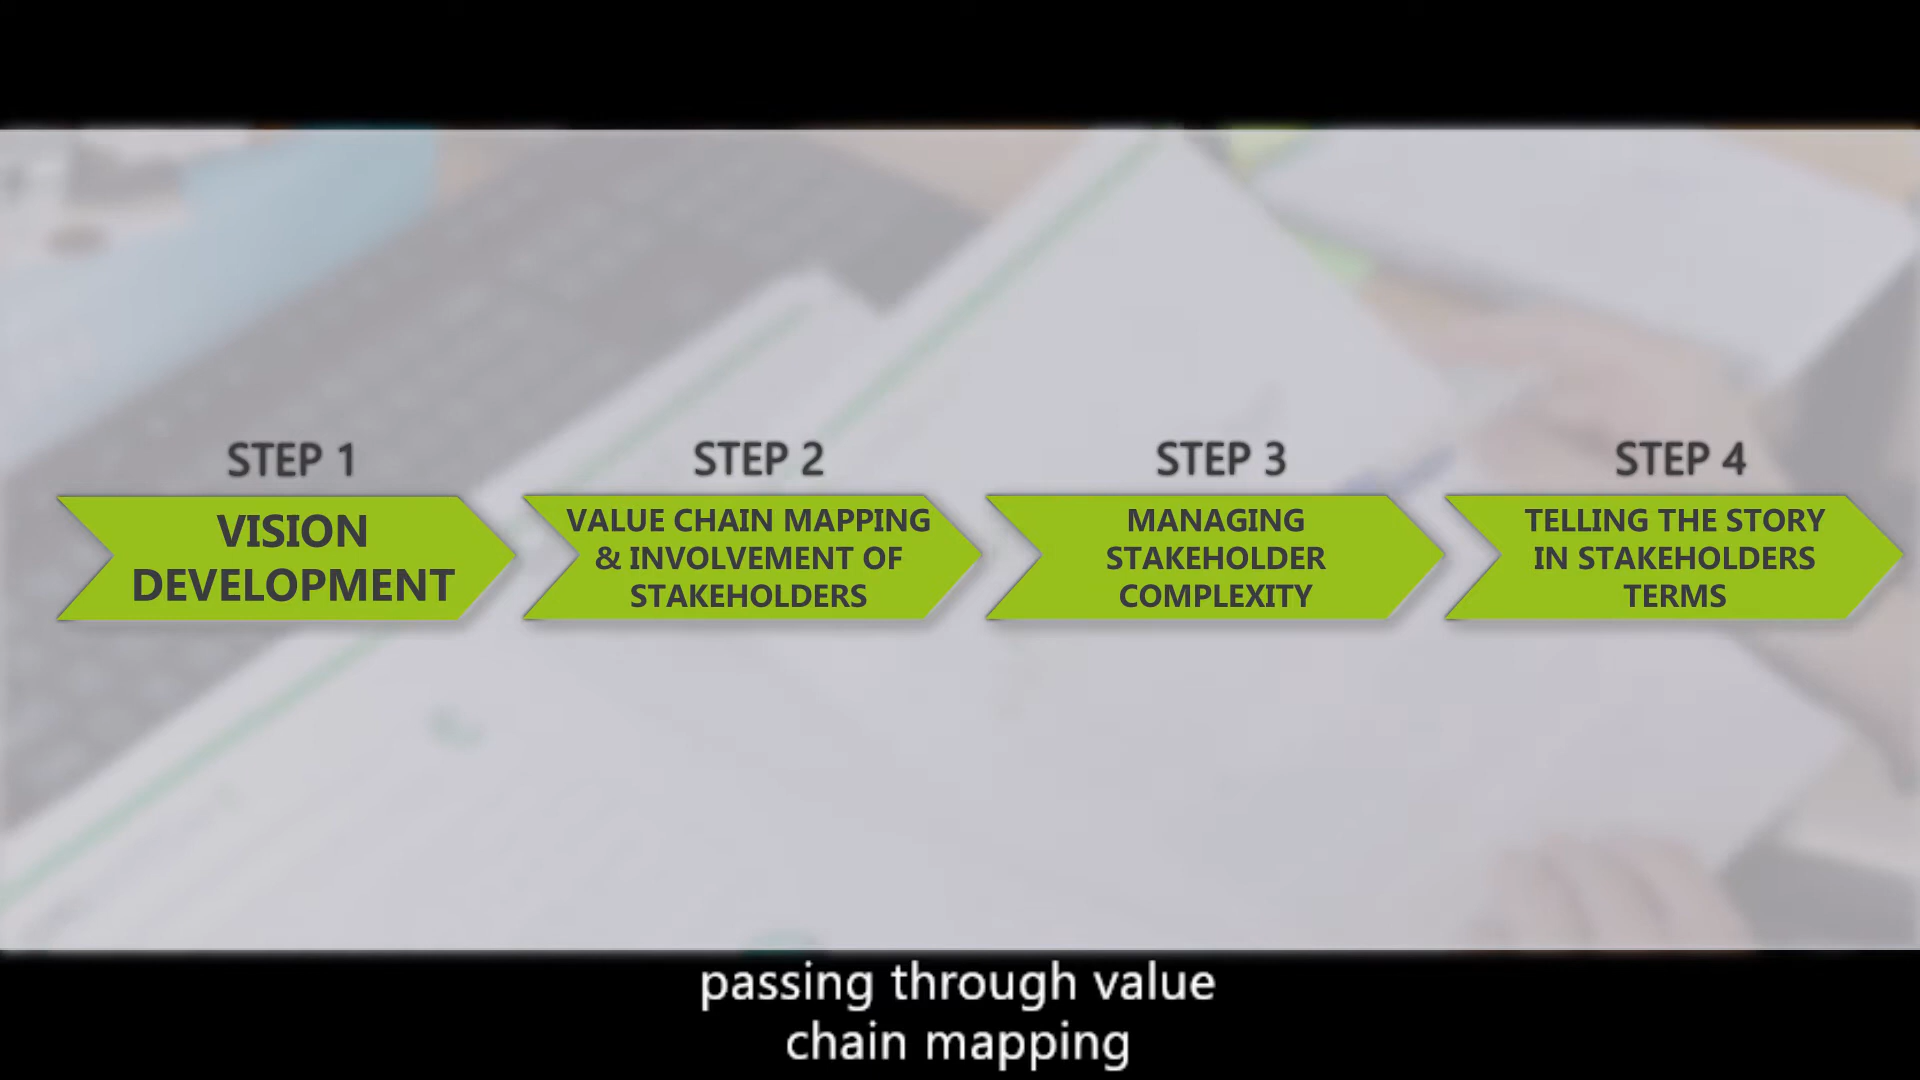 STEP 1
VISION
DEVELOPMENT
STEP 2
VALUE CHAIN MAPPING
& INVOLVEMENT OF
STAKEHOLDERS
STEP 3
MANAGING
STAKEHOLDER
COMPLEXITY
STEP 4
TELLING THE STORY
IN STAKEHOLDERS
TERMS
passing through value
chain mapping